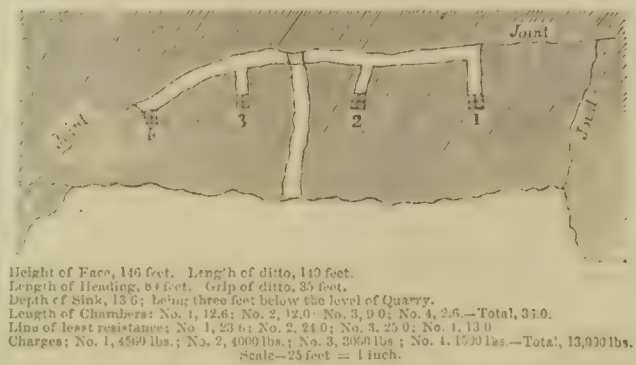 Joint
Joint
Joint
3
2
1
Height of Face, 146 feet. Length of ditto, 140 feet.
Length of Heading, 64 feet. Grip of ditto, 35 feet.
Depth of Sink, 13 6; being three feet below the level of Quarry.
Length of Chambers: No. 1, 12.6; No. 2, 12.0 No. 3, 9 0; No. 4, 2.6.—Total, 36.0.
Line of least resistance: No 1, 23 6; No. 2, 24 0; No. 3, 25 0; No. 4, 13 0
Charges; No. 1, 4500 lbs.; No. 2, 4000 lbs.; No. 3, 3000 lbs; No. 4, 1500 lbs.—Total, 13,000 lbs.
Scale—25 feet = 1 inch.